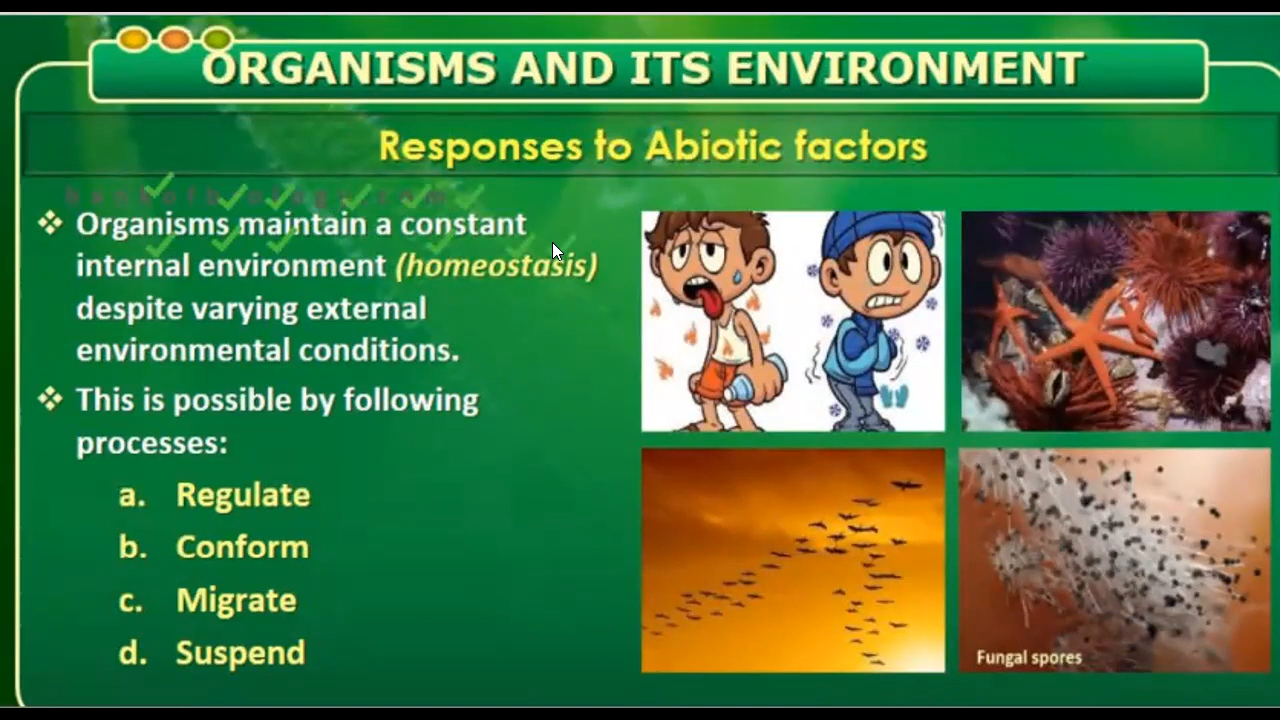 ORGANISMS AND ITS ENVIRONMENT
Responses to Abiotic factors
❖ Organisms maintain a constant
internal environment (homeostasis)
despite varying external
environmental conditions.
❖ This is possible by following
processes:
a. Regulate
b. Conform
c. Migrate
d. Suspend
Fungal spores